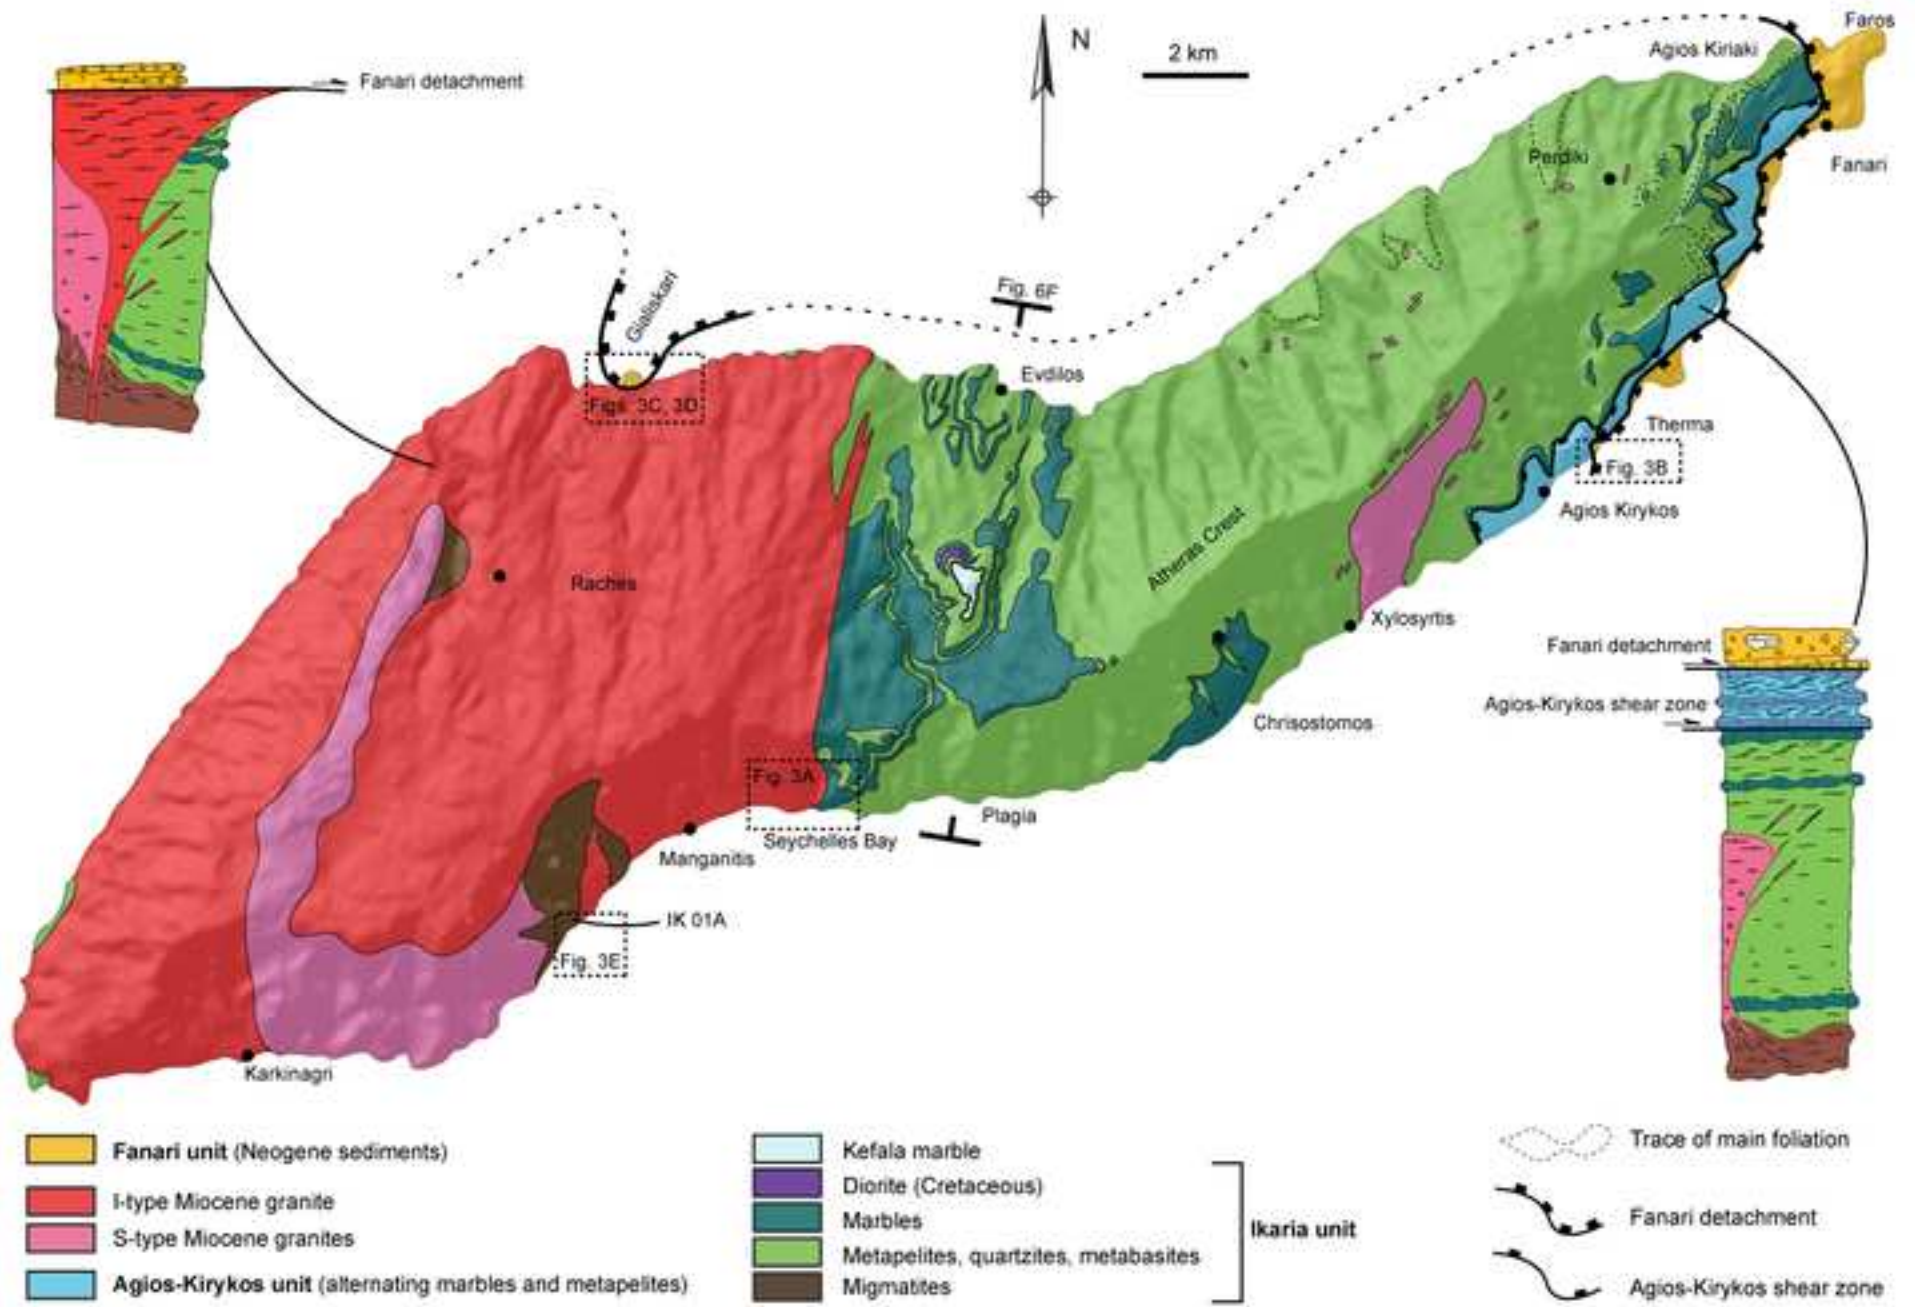 Faros
N
Agios Kiriaki
2 km
Fanari detachment
Perdiki
Fanari
Gialiskari
Fig. 6F
Evdilos
Figs. 3C, 3D
Therma
Fig. 3B
Agios Kirykos
Atheras Crest
Raches
Xylosyrtis
Fanari detachment
Agios-Kirykos shear zone
Chrisostomos
Fig. 3A
Plagia
Seychelles Bay
Manganitis
IK 01A
Fig. 3E
Karkinagri
Fanari unit (Neogene sediments)
I-type Miocene granite
S-type Miocene granites
Agios-Kirykos unit (alternating marbles and metapelites)
Kefala marble
Diorite (Cretaceous)
Marbles
Metapelites, quartzites, metabasites
Migmatites
Ikaria unit
Trace of main foliation
Fanari detachment
Agios-Kirykos shear zone